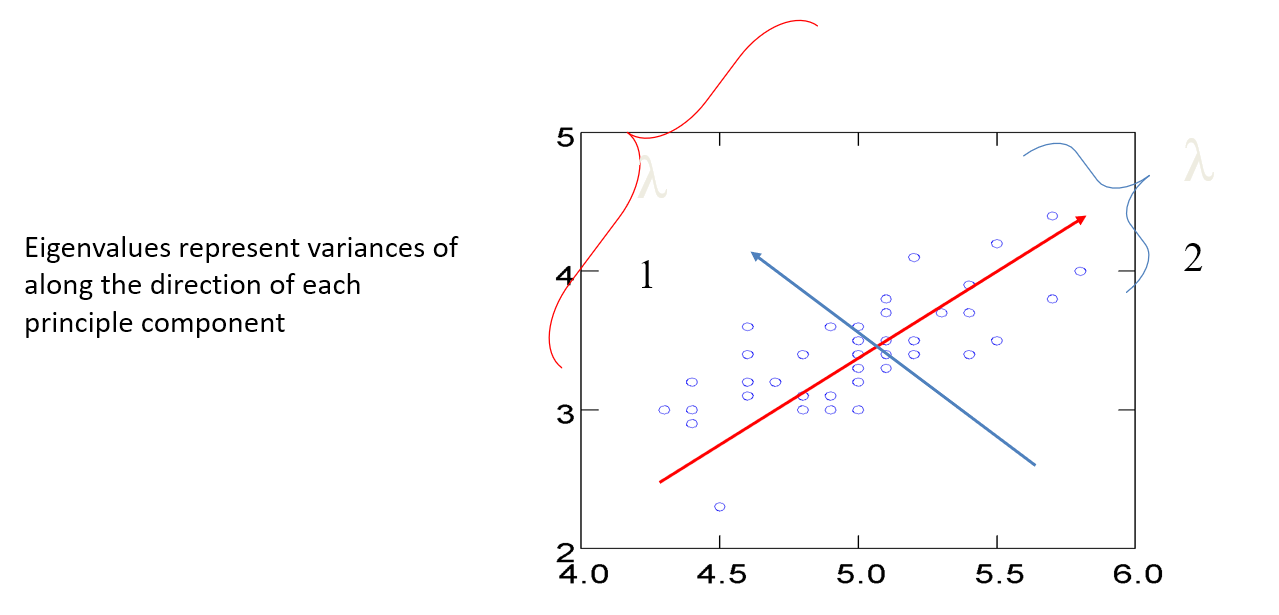 Eigenvalues represent variances of
along the direction of each
principle component
λ
1
λ
2
5
4
3
2
4.0 4.5 5.0 5.5 6.0